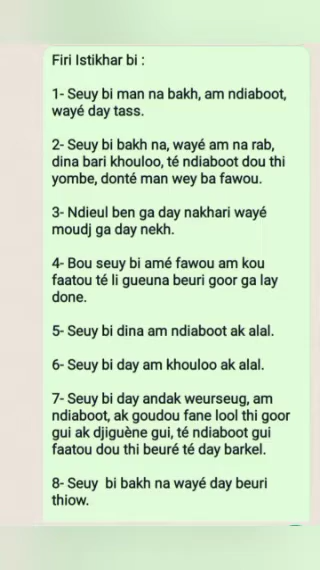 Firi Istikhar bi :
1- Seuy bi man na bakh, am ndiaboot,
wayé day tass.
2- Seuy bi bakh na, wayé am na rab,
dina bari khouloo, té ndiaboot dou thi
yombe, donté man wey ba fawou.
3- Ndieul ben ga day nakhari wayé
moudj ga day nekh.
4- Bou seuy bi amé fawou am kou
faatou té li gueuna beuri goor ga lay
done.
5- Seuy bi dina am ndiaboot ak alal.
6- Seuy bi day am khouloo ak alal.
7- Seuy bi day andak weurseug, am
ndiaboot, ak goudou fane lool thi goor
gui ak djiguène gui, té ndiaboot gui
faatou dou thi beuré té day barkel.
8- Seuy  bi bakh na wayé day beuri
thiow.